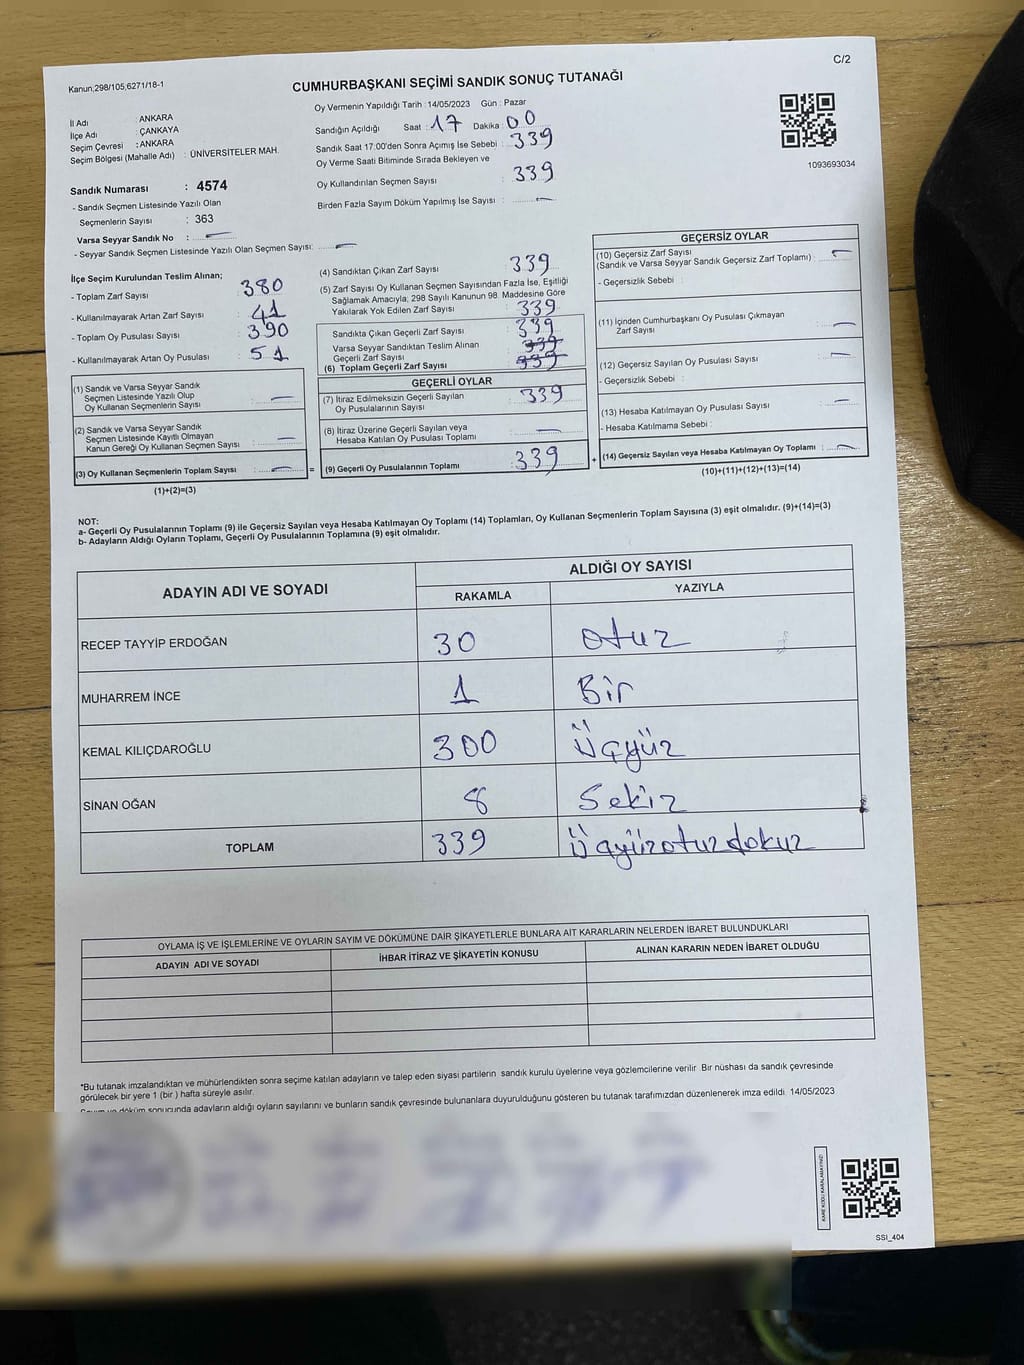 Kanun;298/105,6271/18-1
C/2
CUMHURBAŞKANI SEÇİMİ SANDIK SONUÇ TUTANAĞI
İl Adı : ANKARA
İlçe Adı : ÇANKAYA
Seçim Çevresi : ANKARA
Seçim Bölgesi (Mahalle Adı) : ÜNİVERSİTELER MAH.
Sandık Numarası : 4574
- Sandık Seçmen Listesinde Yazılı Olan
Seçmenlerin Sayısı : 363
Varsa Seyyar Sandık No : —
- Seyyar Sandık Seçmen Listesinde Yazılı Olan Seçmen Sayısı: —
Oy Vermenin Yapıldığı Tarih : 14/05/2023 Gün : Pazar
Sandığın Açıldığı Saat : 17 Dakika : 00
Sandık Saat 17:00'den Sonra Açımış İse Sebebi : 339
Oy Verme Saati Bitiminde Sırada Bekleyen ve
Oy Kullandırılan Seçmen Sayısı : 339
Birden Fazla Sayım Döküm Yapılmış İse Sayısı : —
1093693034
İlçe Seçim Kurulundan Teslim Alınan;
- Toplam Zarf Sayısı : 380
- Kullanılmayarak Artan Zarf Sayısı : 41
- Toplam Oy Pusulası Sayısı : 390
- Kullanılmayarak Artan Oy Pusulası : 51
(1) Sandık ve Varsa Seyyar Sandık
Seçmen Listesinde Yazılı Olup
Oy Kullanan Seçmenlerin Sayısı : —
(2) Sandık ve Varsa Seyyar Sandık
Seçmen Listesinde Kayıtlı Olmayan
Kanun Gereği Oy Kullanan Seçmen Sayısı : —
(3) Oy Kullanan Seçmenlerin Toplam Sayısı : — =
(1)+(2)=(3)
(4) Sandıktan Çıkan Zarf Sayısı : 339
(5) Zarf Sayısı Oy Kullanan Seçmen Sayısından Fazla İse, Eşitliği
Sağlamak Amacıyla, 298 Sayılı Kanunun 98. Maddesine Göre
Yakılarak Yok Edilen Zarf Sayısı : 339
Sandıkta Çıkan Geçerli Zarf Sayısı : 339
Varsa Seyyar Sandıktan Teslim Alınan
Geçerli Zarf Sayısı : 339
(6) Toplam Geçerli Zarf Sayısı : 339
GEÇERLİ OYLAR
(7) İtiraz Edilmeksizin Geçerli Sayılan
Oy Pusulalarının Sayısı : 339
(8) İtiraz Üzerine Geçerli Sayılan veya
Hesaba Katılan Oy Pusulası Toplamı : —
(9) Geçerli Oy Pusulalarının Toplamı : 339 +
GEÇERSİZ OYLAR
(10) Geçersiz Zarf Sayısı
(Sandık ve Varsa Seyyar Sandık Geçersiz Zarf Toplamı) : —
- Geçersizlik Sebebi :
(11) İçinden Cumhurbaşkanı Oy Pusulası Çıkmayan
Zarf Sayısı : —
(12) Geçersiz Sayılan Oy Pusulası Sayısı : —
- Geçersizlik Sebebi :
(13) Hesaba Katılmayan Oy Pusulası Sayısı : —
- Hesaba Katılmama Sebebi :
(14) Geçersiz Sayılan veya Hesaba Katılmayan Oy Toplamı : —
(10)+(11)+(12)+(13)=(14)
NOT:
a- Geçerli Oy Pusulalarının Toplamı (9) ile Geçersiz Sayılan veya Hesaba Katılmayan Oy Toplamı (14) Toplamları, Oy Kullanan Seçmenlerin Toplam Sayısına (3) eşit olmalıdır. (9)+(14)=(3)
b- Adayların Aldığı Oyların Toplamı, Geçerli Oy Pusulalarının Toplamına (9) eşit olmalıdır.
ADAYIN ADI VE SOYADI
ALDIĞI OY SAYISI
RAKAMLA YAZIYLA
RECEP TAYYİP ERDOĞAN 30 otuz
MUHARREM İNCE 1 Bir
KEMAL KILIÇDAROĞLU 300 Üçyüz
SİNAN OĞAN 8 Sekiz
TOPLAM 339 Üçyüzotuzdokuz
OYLAMA İŞ VE İŞLEMLERİNE VE OYLARIN SAYIM VE DÖKÜMÜNE DAİR ŞİKAYETLERLE BUNLARA AİT KARARLARIN NELERDEN İBARET BULUNDUKLARI
ADAYIN ADI VE SOYADI İHBAR İTİRAZ VE ŞİKAYETİN KONUSU ALINAN KARARIN NEDEN İBARET OLDUĞU
*Bu tutanak imzalandıktan ve mühürlendikten sonra seçime katılan adayların ve talep eden siyasi partilerin sandık kurulu üyelerine veya gözlemcilerine verilir. Bir nüshası da sandık çevresinde
görülecek bir yere 1 (bir ) hafta süreyle asılır.
sonucunda adayların aldığı oyların sayılarını ve bunların sandık çevresinde bulunanlara duyurulduğunu gösteren bu tutanak tarafımızdan düzenlenerek imza edildi. 14/05/2023
KARE KODU KARALAMAYINIZ!
SSI_404